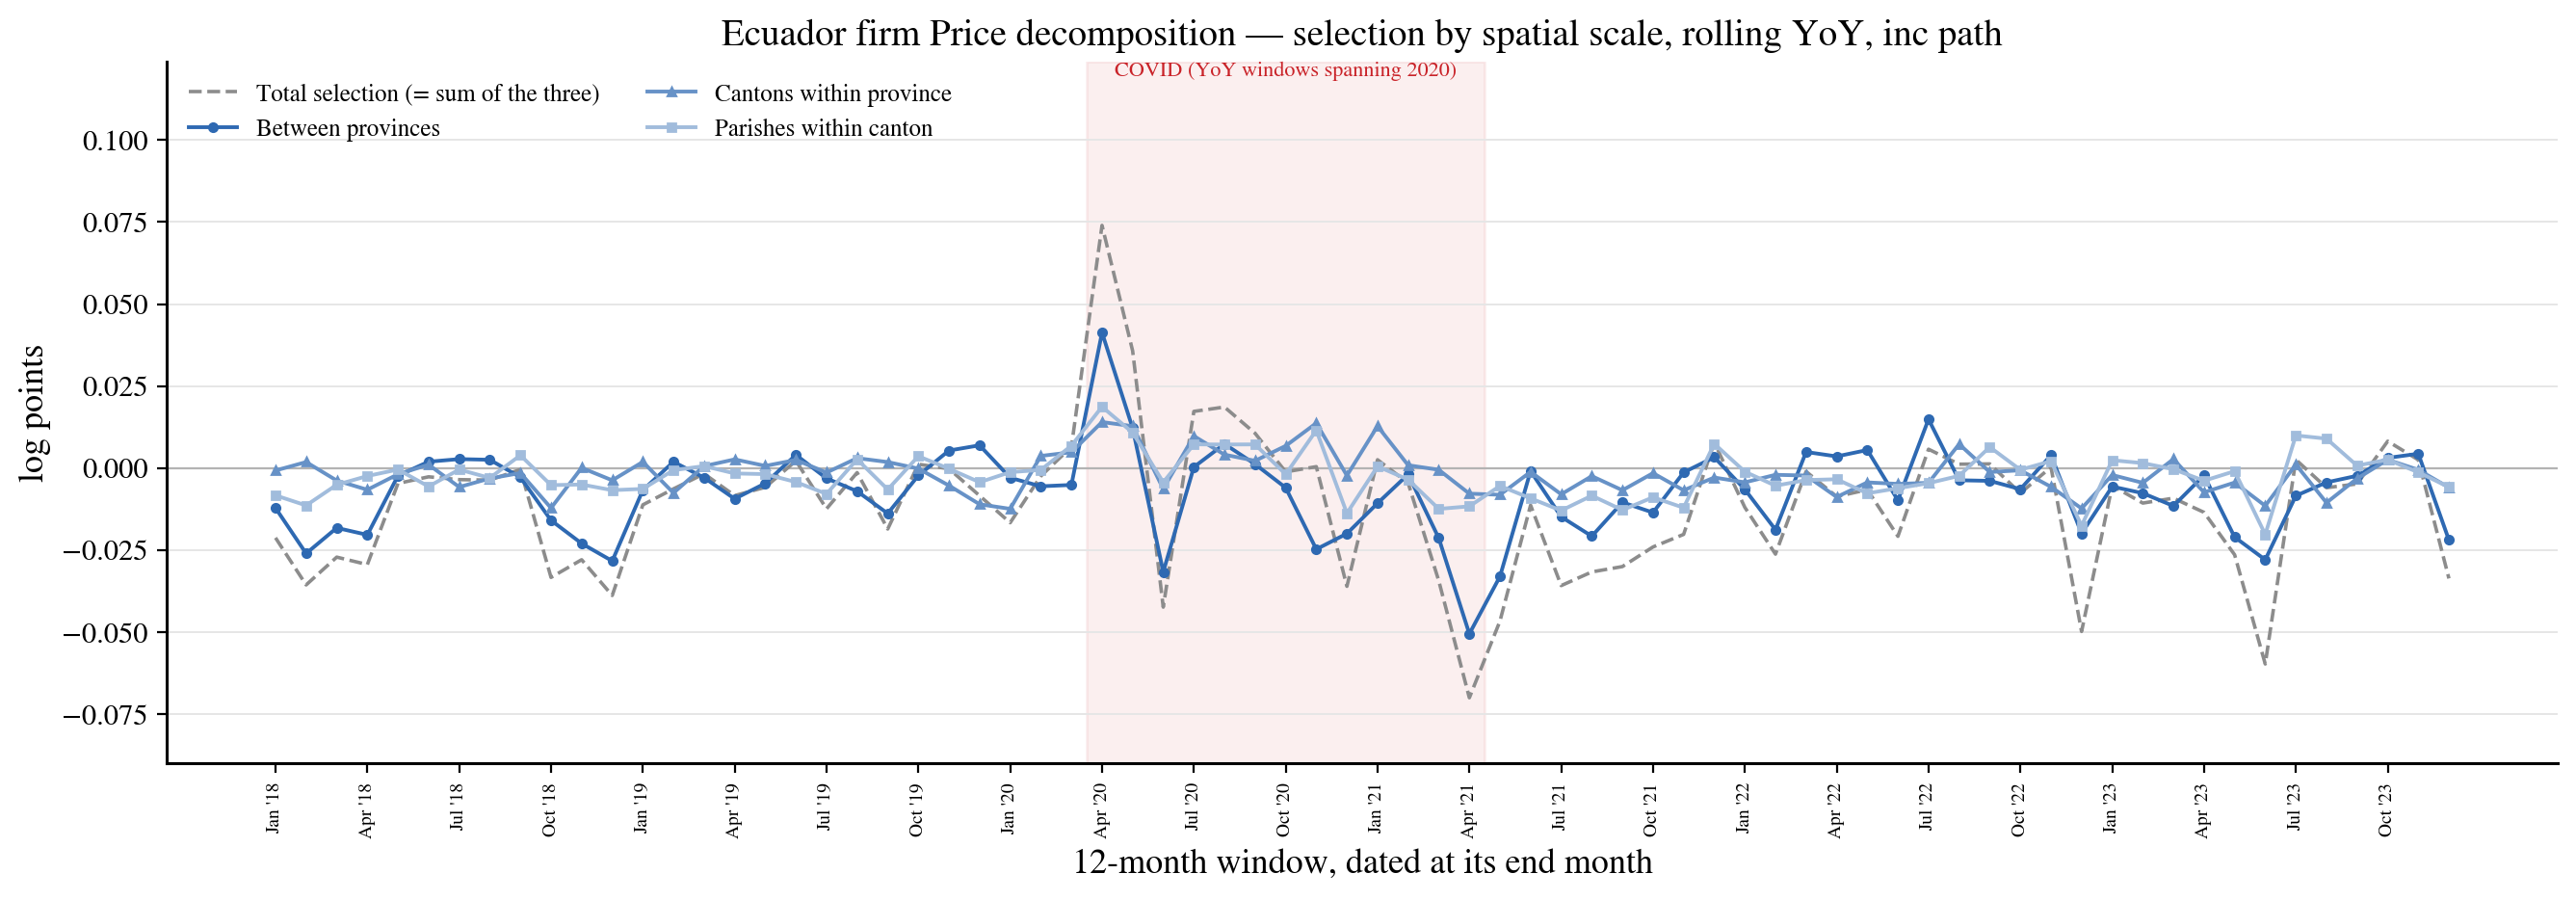 Ecuador firm Price decomposition — selection by spatial scale, rolling YoY, inc path
COVID (YoY windows spanning 2020)
Total selection (= sum of the three)
Between provinces
Cantons within province
Parishes within canton
log points
0.100
0.075
0.050
0.025
0.000
−0.025
−0.050
−0.075
Jan '18
Apr '18
Jul '18
Oct '18
Jan '19
Apr '19
Jul '19
Oct '19
Jan '20
Apr '20
Jul '20
Oct '20
Jan '21
Apr '21
Jul '21
Oct '21
Jan '22
Apr '22
Jul '22
Oct '22
Jan '23
Apr '23
Jul '23
Oct '23
12-month window, dated at its end month